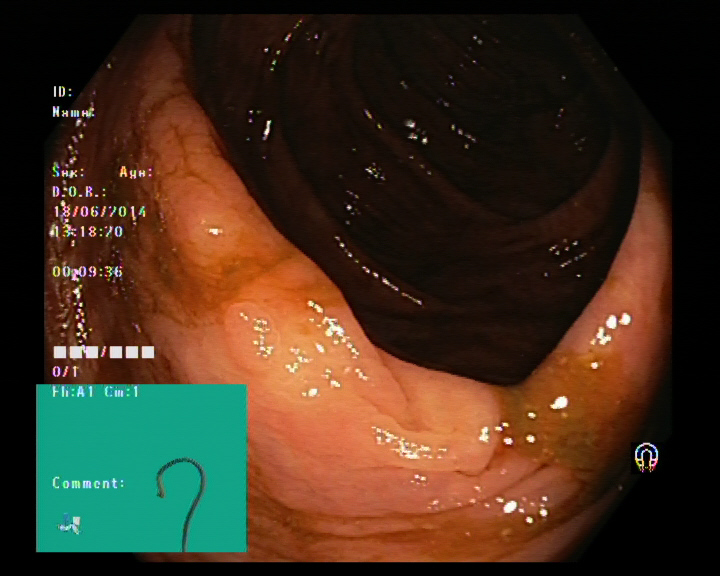 ID:
Name:
Sex: Age:
D.O.B.:
18/06/2014
13:18:20
00:09:36
/
0/1
Eh:A1 Cm:1
Comment: